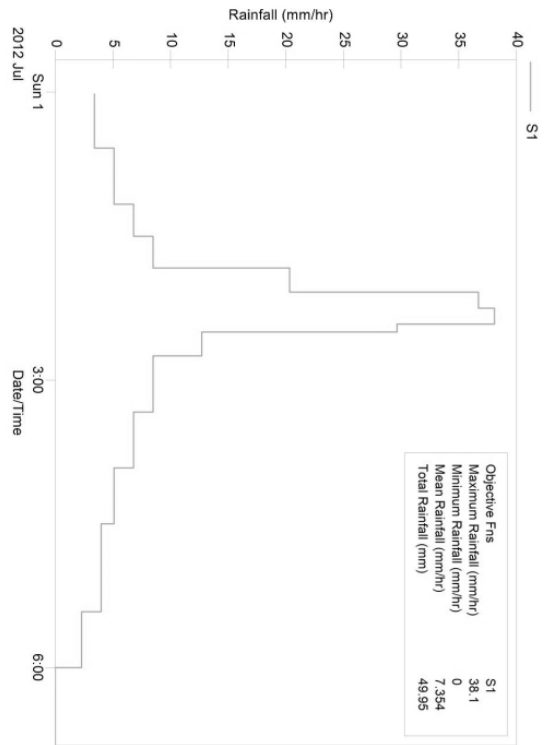 S1
Rainfall (mm/hr)
40
35
30
25
20
15
10
5
0
Sun 1
3:00
6:00
2012 Jul
Date/Time
Objective Fns S1
Maximum Rainfall (mm/hr) 38.1
Minimum Rainfall (mm/hr) 0
Mean Rainfall (mm/hr) 7.354
Total Rainfall (mm) 49.95